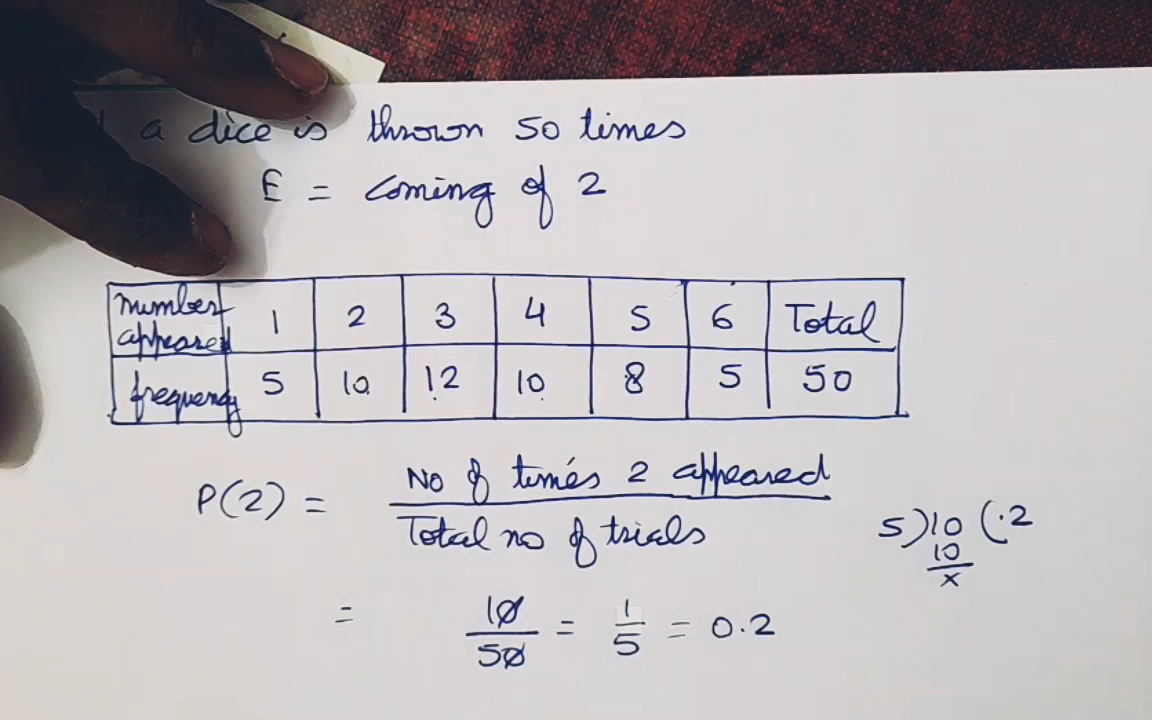 a dice is thrown 50 times
E = coming of 2
number appeared 1 2 3 4 5 6 Total
frequency 5 10 12 10 8 5 50
P(2) = No of times 2 appeared
Total no of trials
5)10(.2
10
x
= 10/50 = 1/5 = 0.2